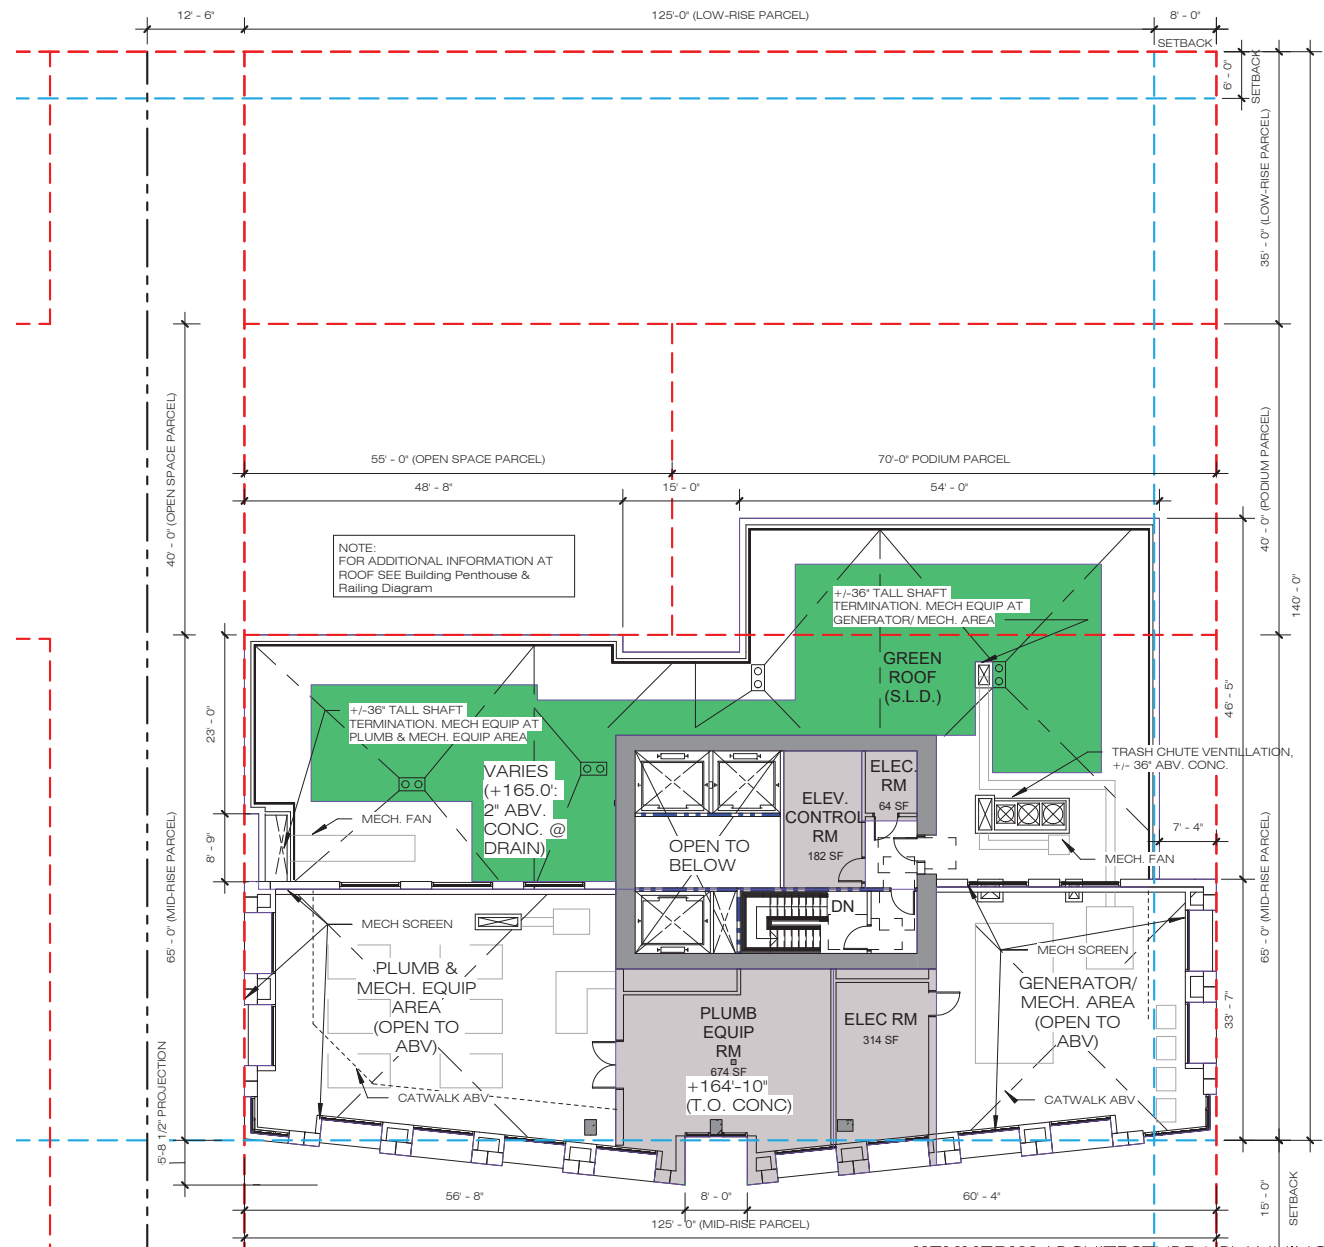 12' - 6"
125'-0" (LOW-RISE PARCEL)
8' - 0"
SETBACK
6' - 0"
SETBACK
35' - 0" (LOW-RISE PARCEL)
140' - 0"
40' - 0" (OPEN SPACE PARCEL)
40' - 0" (PODIUM PARCEL)
55' - 0" (OPEN SPACE PARCEL)
70'-0" PODIUM PARCEL
48' - 8"
15' - 0"
54' - 0"
NOTE:
FOR ADDITIONAL INFORMATION AT
ROOF SEE Building Penthouse &
Railing Diagram
+/-36" TALL SHAFT
TERMINATION. MECH EQUIP AT
GENERATOR/ MECH. AREA
GREEN
ROOF
(S.L.D.)
46' - 5"
23' - 0"
+/-36" TALL SHAFT
TERMINATION. MECH EQUIP AT
PLUMB & MECH. EQUIP AREA
TRASH CHUTE VENTILLATION,
+/- 36" ABV. CONC.
VARIES
(+165.0':
2" ABV.
CONC. @
DRAIN)
ELEC.
RM
64 SF
ELEV.
CONTROL
RM
182 SF
MECH. FAN
OPEN TO
BELOW
7' - 4"
MECH. FAN
8' - 9"
65' - 0" (MID-RISE PARCEL)
65' - 0" (MID-RISE PARCEL)
DN
MECH SCREEN
MECH SCREEN
PLUMB &
MECH. EQUIP
AREA
(OPEN TO
ABV)
GENERATOR/
MECH. AREA
(OPEN TO
ABV)
33' - 7"
PLUMB
EQUIP
RM
674 SF
+164'-10"
(T.O. CONC)
ELEC RM
314 SF
CATWALK ABV
CATWALK ABV
5'-8 1/2" PROJECTION
56' - 8"
8' - 0"
60' - 4"
15' - 0"
SETBACK
125' - 0" (MID-RISE PARCEL)